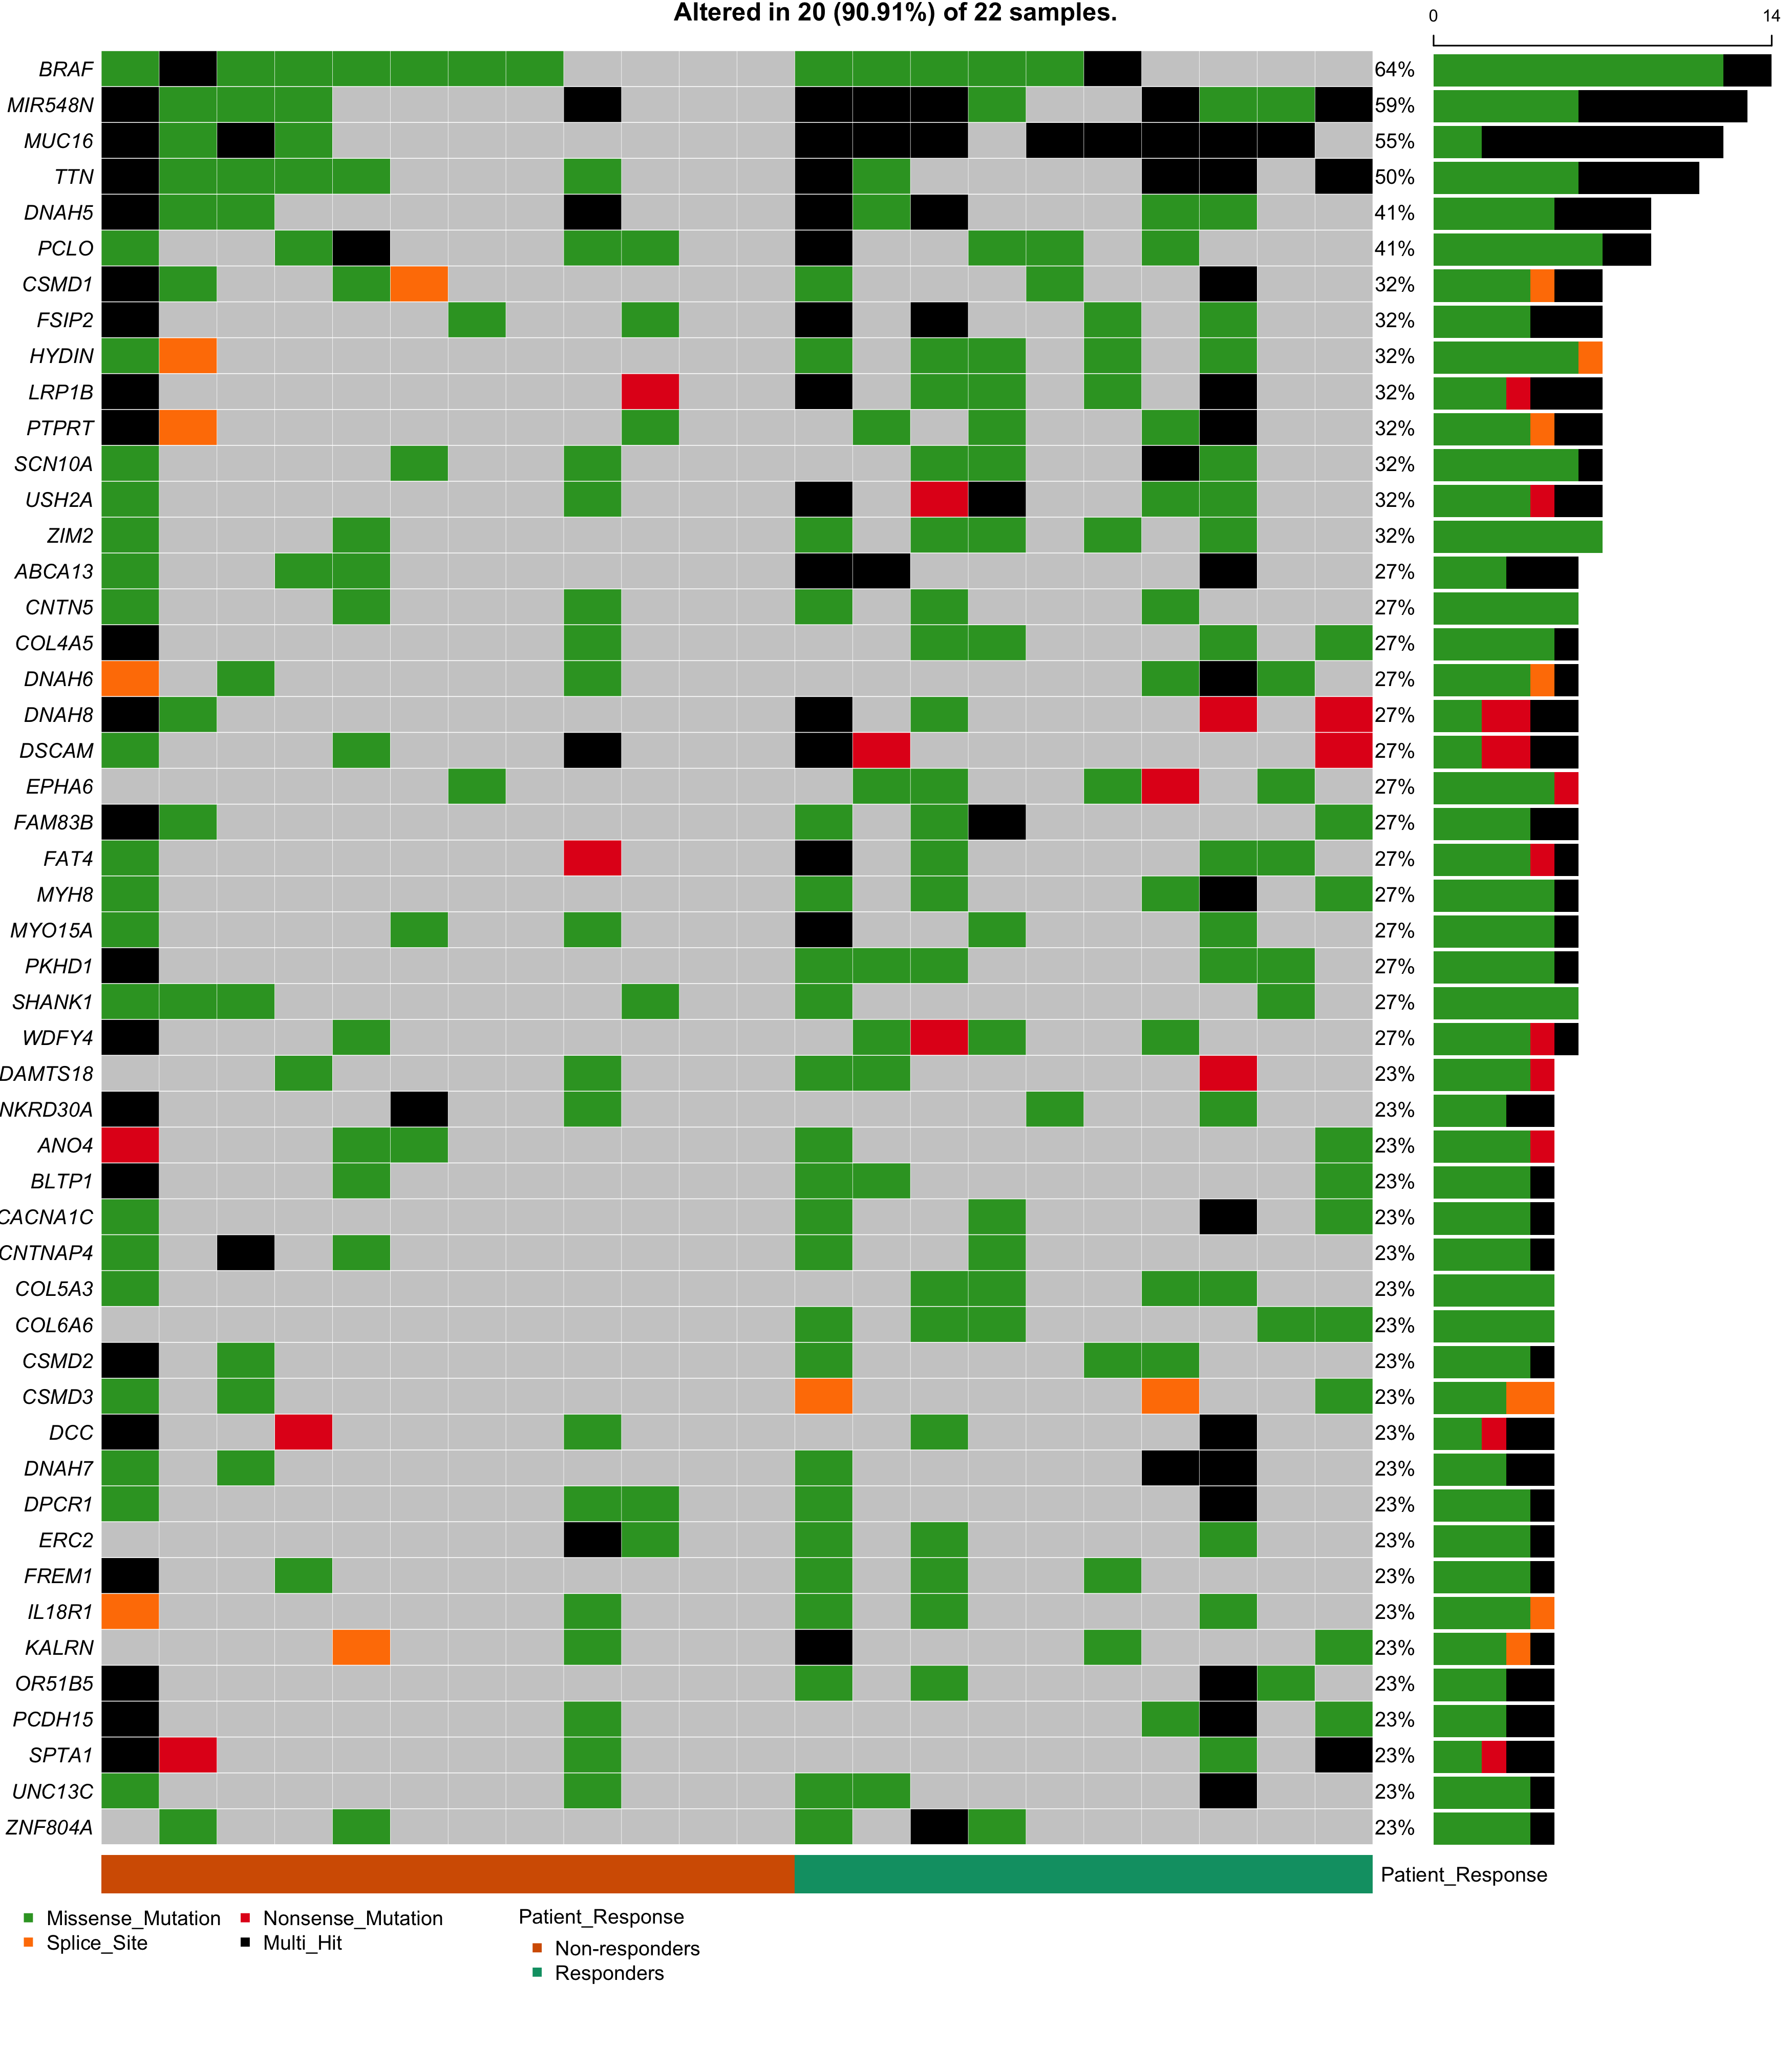 Altered in 20 (90.91%) of 22 samples.
0 14
BRAF 64%
MIR548N 59%
MUC16 55%
TTN 50%
DNAH5 41%
PCLO 41%
CSMD1 32%
FSIP2 32%
HYDIN 32%
LRP1B 32%
PTPRT 32%
SCN10A 32%
USH2A 32%
ZIM2 32%
ABCA13 27%
CNTN5 27%
COL4A5 27%
DNAH6 27%
DNAH8 27%
DSCAM 27%
EPHA6 27%
FAM83B 27%
FAT4 27%
MYH8 27%
MYO15A 27%
PKHD1 27%
SHANK1 27%
WDFY4 27%
DAMTS18 23%
NKRD30A 23%
ANO4 23%
BLTP1 23%
CACNA1C 23%
CNTNAP4 23%
COL5A3 23%
COL6A6 23%
CSMD2 23%
CSMD3 23%
DCC 23%
DNAH7 23%
DPCR1 23%
ERC2 23%
FREM1 23%
IL18R1 23%
KALRN 23%
OR51B5 23%
PCDH15 23%
SPTA1 23%
UNC13C 23%
ZNF804A 23%
Patient_Response
Missense_Mutation Nonsense_Mutation
Splice_Site Multi_Hit
Patient_Response
Non-responders
Responders